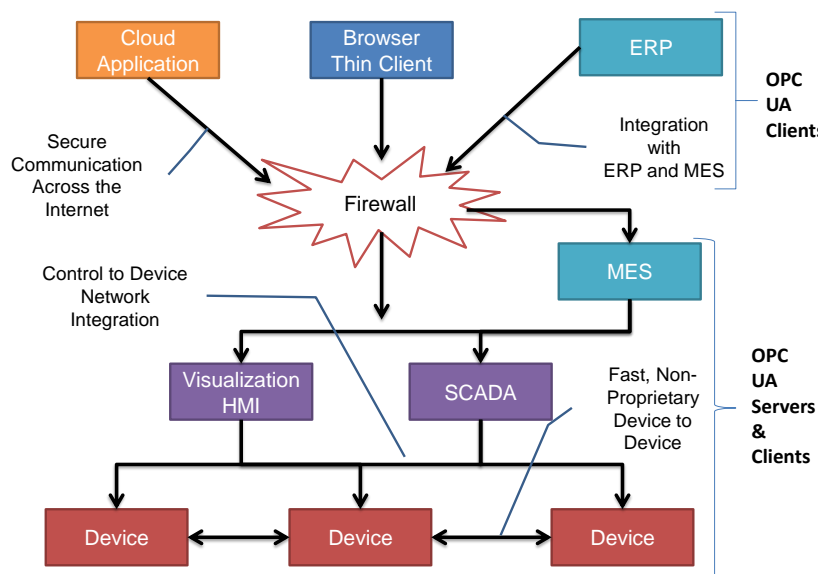 Cloud
Application
Browser
Thin Client
ERP
OPC
UA
Clients
Secure
Communication
Across the
Internet
Integration
with
ERP and MES
Firewall
MES
Control to Device
Network
Integration
Visualization
HMI
SCADA
Fast, Non-
Proprietary
Device to
Device
OPC
UA
Servers
&
Clients
Device
Device
Device